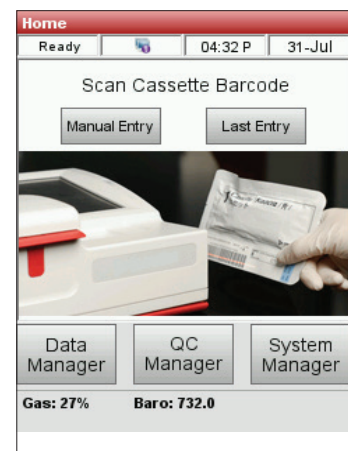 Home
Ready 04:32 P 31-Jul
Scan Cassette Barcode
Manual Entry Last Entry
Data Manager QC Manager System Manager
Gas: 27% Baro: 732.0